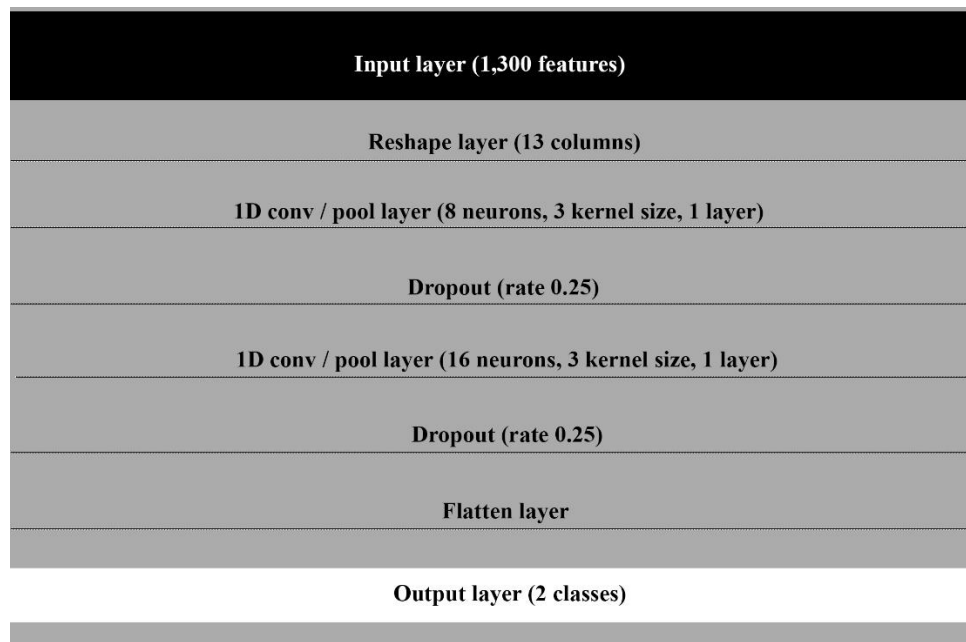 Input layer (1,300 features)
Reshape layer (13 columns)
1D conv / pool layer (8 neurons, 3 kernel size, 1 layer)
Dropout (rate 0.25)
1D conv / pool layer (16 neurons, 3 kernel size, 1 layer)
Dropout (rate 0.25)
Flatten layer
Output layer (2 classes)